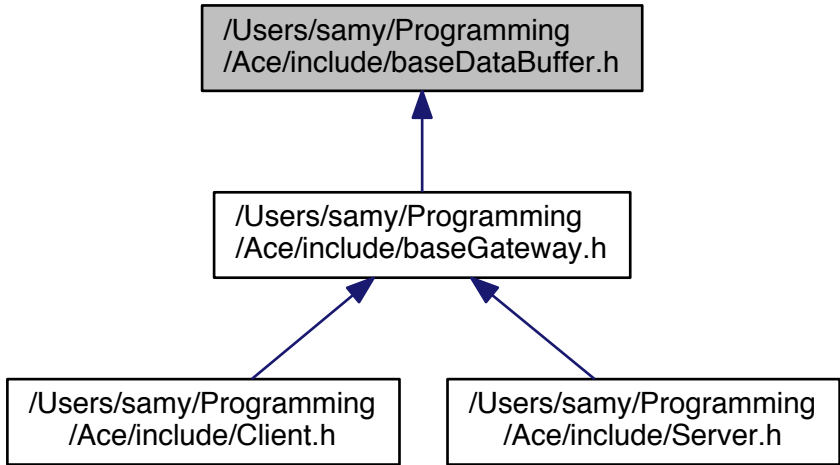 /Users/samy/Programming
/Ace/include/baseDataBuffer.h
/Users/samy/Programming
/Ace/include/baseGateway.h
/Users/samy/Programming
/Ace/include/Client.h
/Users/samy/Programming
/Ace/include/Server.h